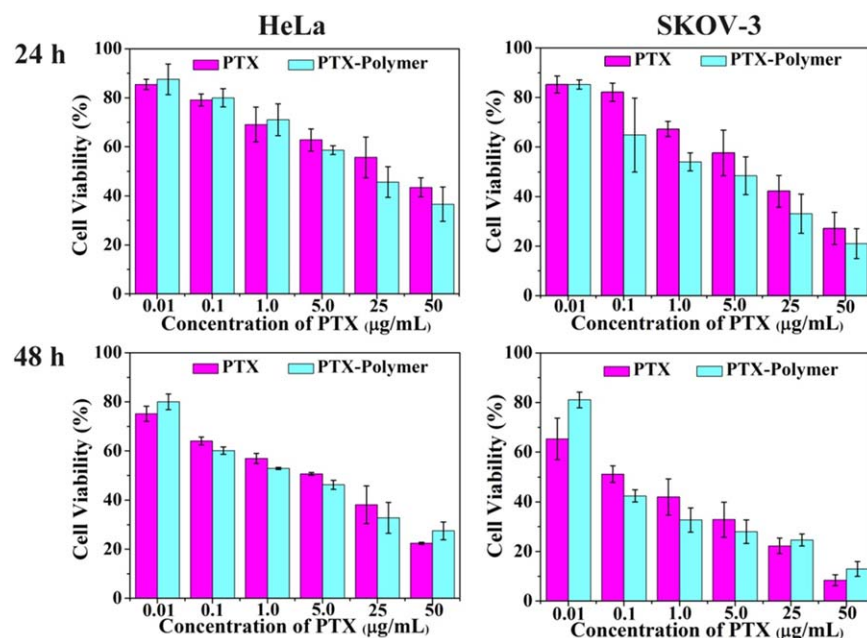 HeLa
SKOV-3
24 h
48 h
100
80
60
40
20
0
Cell Viability (%)
PTX
PTX-Polymer
0.01 0.1 1.0 5.0 25 50
Concentration of PTX (μg/mL)
100
80
60
40
20
0
Cell Viability (%)
PTX
PTX-Polymer
0.01 0.1 1.0 5.0 25 50
Concentration of PTX (μg/mL)
100
80
60
40
20
0
Cell Viability (%)
PTX
PTX-Polymer
0.01 0.1 1.0 5.0 25 50
Concentration of PTX (μg/mL)
100
80
60
40
20
0
Cell Viability (%)
PTX
PTX-Polymer
0.01 0.1 1.0 5.0 25 50
Concentration of PTX (μg/mL)